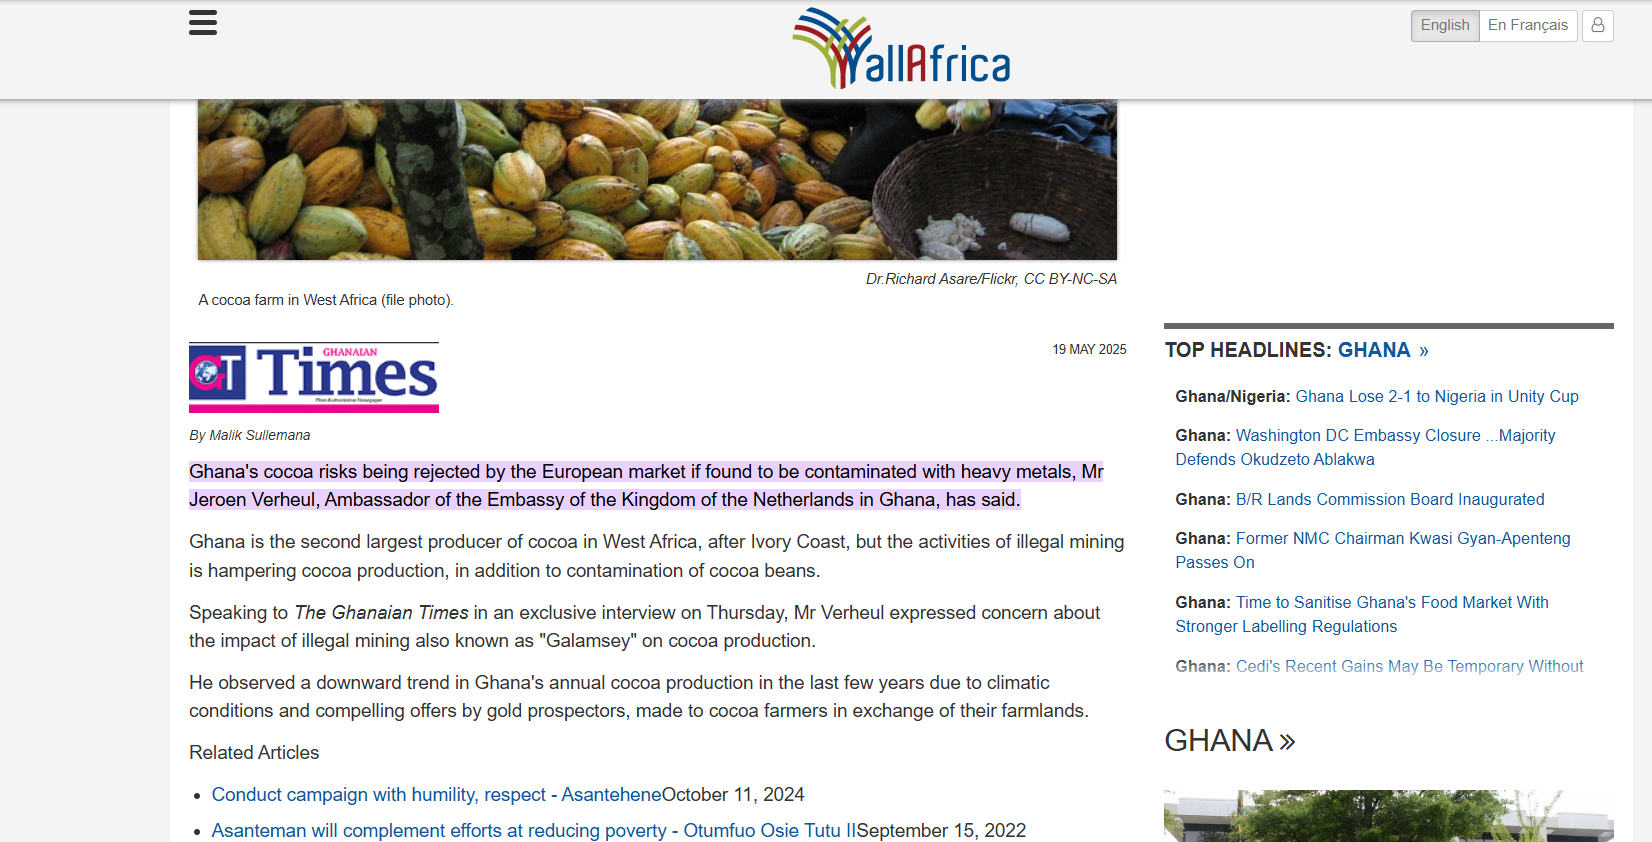 allAfrica
English
En Français
Dr.Richard Asare/Flickr, CC BY-NC-SA
A cocoa farm in West Africa (file photo).
GT
GHANAIAN
Times
19 MAY 2025
By Malik Sullemana
Ghana's cocoa risks being rejected by the European market if found to be contaminated with heavy metals, Mr
Jeroen Verheul, Ambassador of the Embassy of the Kingdom of the Netherlands in Ghana, has said.
Ghana is the second largest producer of cocoa in West Africa, after Ivory Coast, but the activities of illegal mining
is hampering cocoa production, in addition to contamination of cocoa beans.
Speaking to The Ghanaian Times in an exclusive interview on Thursday, Mr Verheul expressed concern about
the impact of illegal mining also known as "Galamsey" on cocoa production.
He observed a downward trend in Ghana's annual cocoa production in the last few years due to climatic
conditions and compelling offers by gold prospectors, made to cocoa farmers in exchange of their farmlands.
Related Articles
• Conduct campaign with humility, respect - AsanteheneOctober 11, 2024
• Asanteman will complement efforts at reducing poverty - Otumfuo Osie Tutu IISeptember 15, 2022
TOP HEADLINES: GHANA »
Ghana/Nigeria: Ghana Lose 2-1 to Nigeria in Unity Cup
Ghana: Washington DC Embassy Closure ...Majority
Defends Okudzeto Ablakwa
Ghana: B/R Lands Commission Board Inaugurated
Ghana: Former NMC Chairman Kwasi Gyan-Apenteng
Passes On
Ghana: Time to Sanitise Ghana's Food Market With
Stronger Labelling Regulations
Ghana: Cedi's Recent Gains May Be Temporary Without
GHANA »